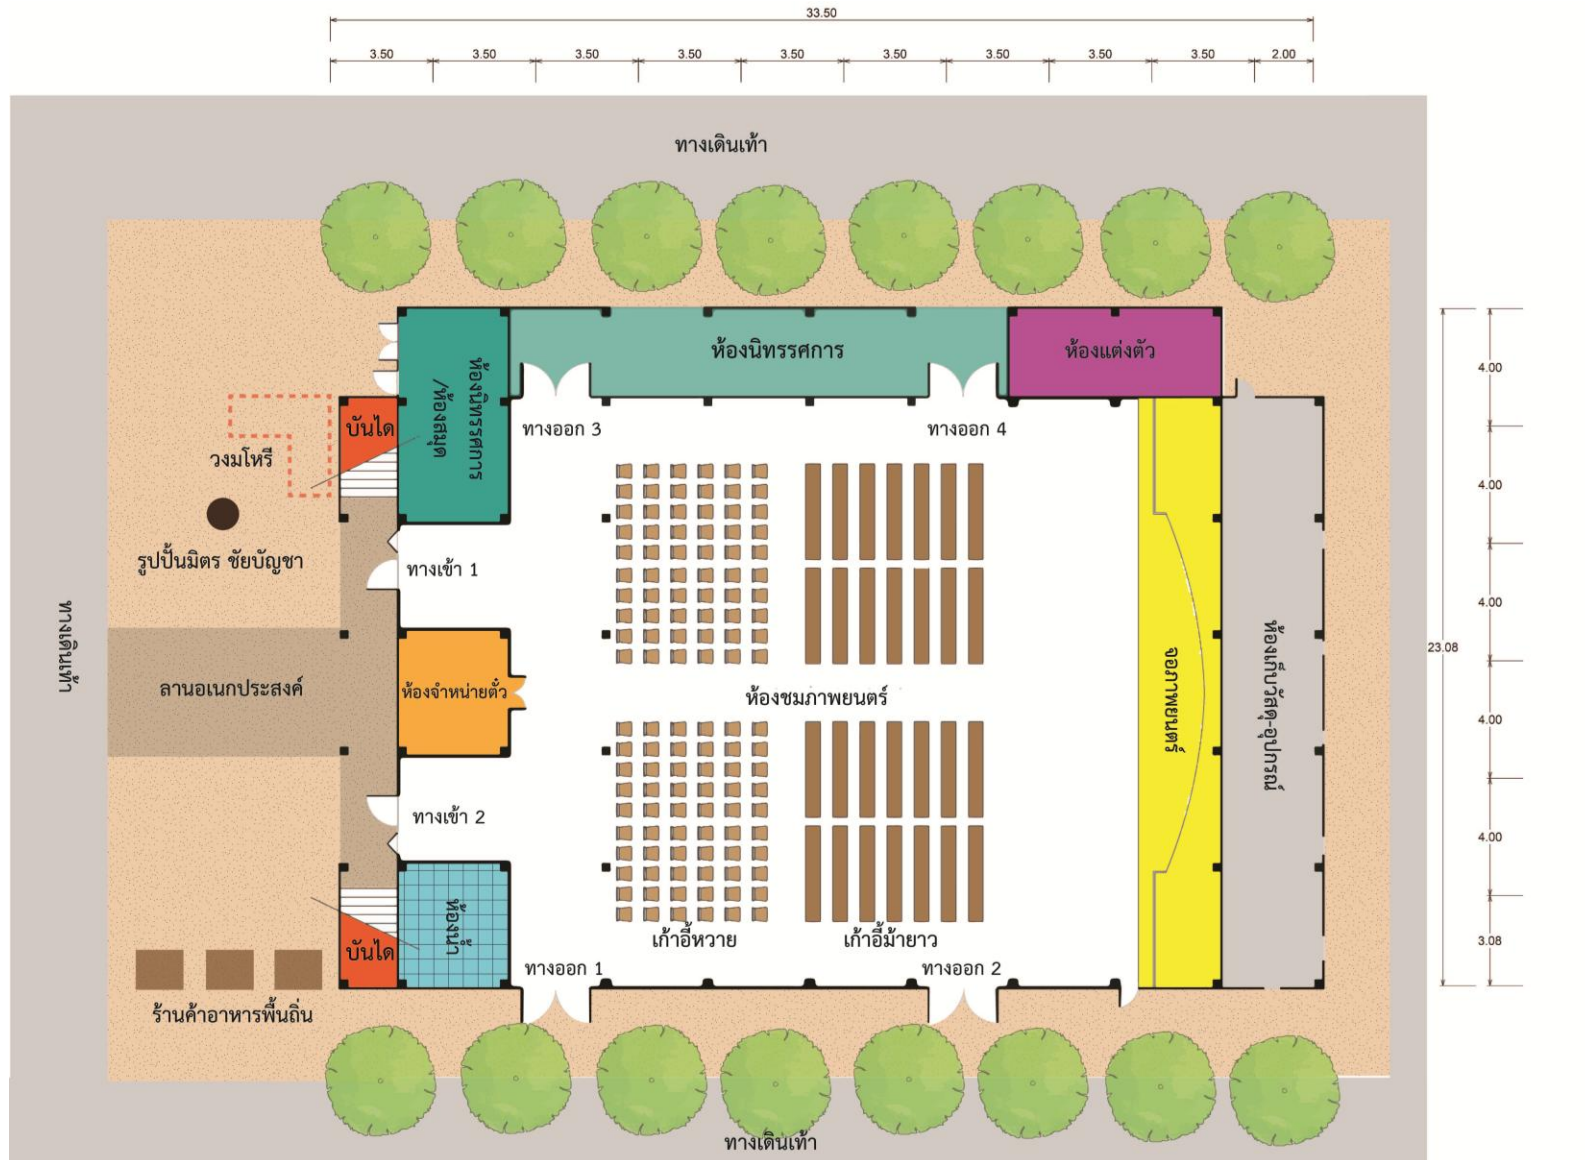 33.50
3.50 3.50 3.50 3.50 3.50 3.50 3.50 3.50 3.50 2.00
ทางเดินเท้า
ห้องนิทรรศการ
ห้องแต่งตัว
ห้องนิทรรศการ
/ห้องสมุด
บันได
ทางออก 3
ทางออก 4
วงมโหรี
รูปปั้นมิตร ชัยบัญชา
ทางเข้า 1
ทางเดินเท้า
ลานอเนกประสงค์
ห้องจำหน่ายตั๋ว
ห้องชมภาพยนตร์
จอภาพยนตร์
ห้องเก็บวัสดุ-อุปกรณ์
ทางเข้า 2
ห้องน้ำ
บันได
เก้าอี้หวาย
เก้าอี้ม้ายาว
ทางออก 1
ทางออก 2
ร้านค้าอาหารพื้นถิ่น
ทางเดินเท้า
23.08
4.00
4.00
4.00
4.00
4.00
3.08